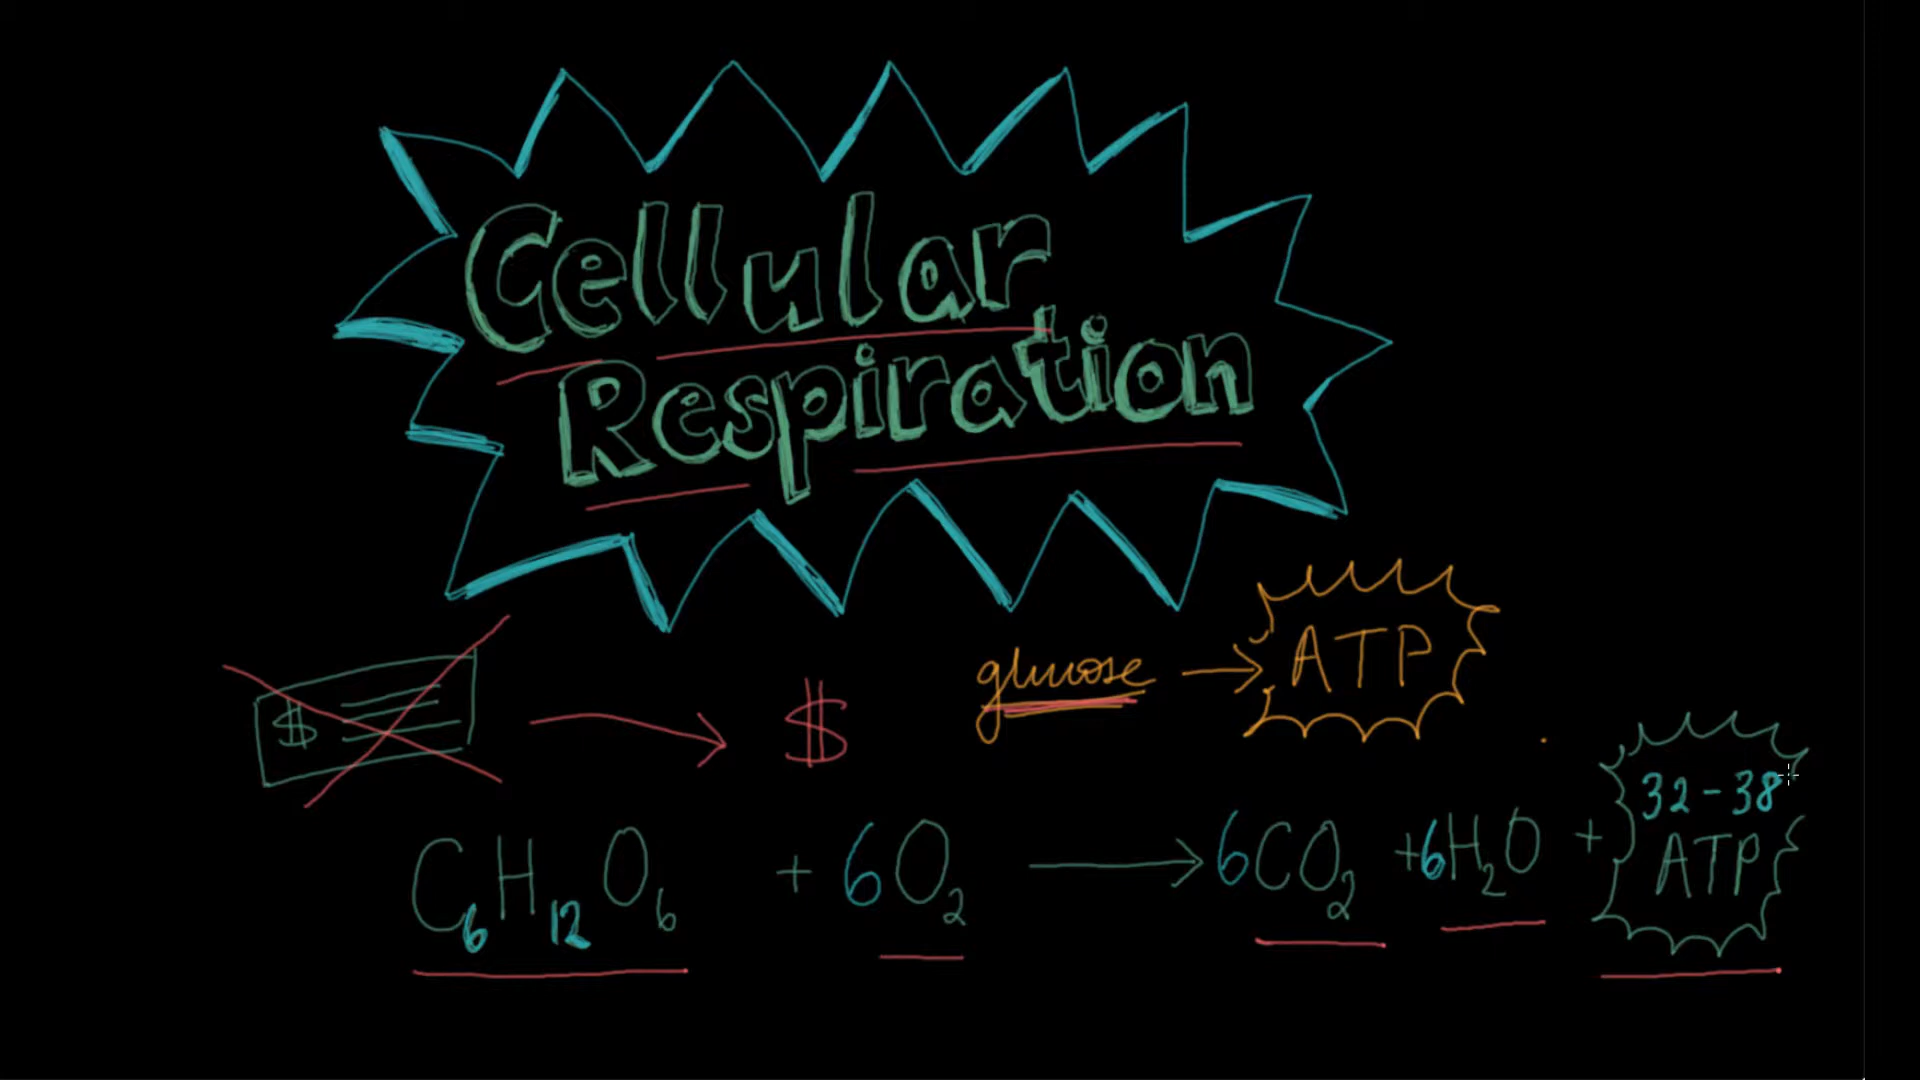 Cellular
Respiration
glucose → ATP
$ → $
32-38
C₆H₁₂O₆ + 6O₂ → 6CO₂ + 6H₂O + ATP